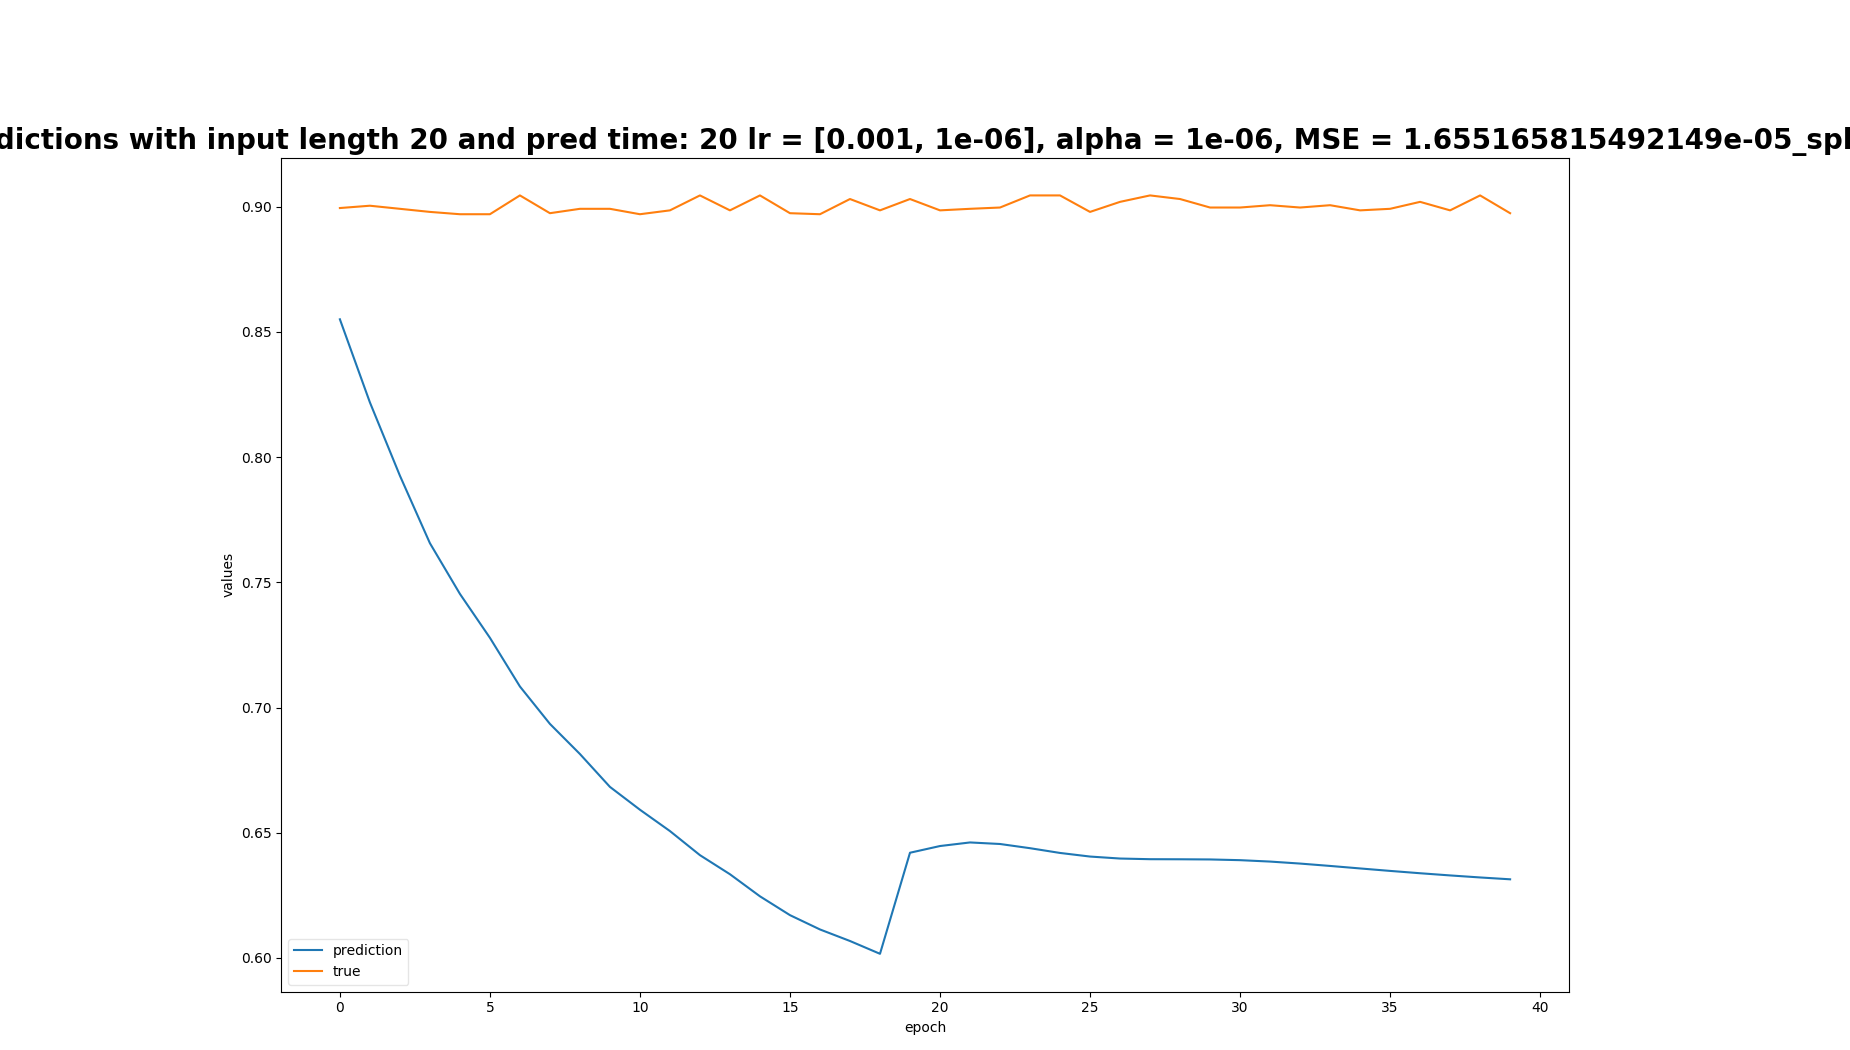 dictions with input length 20 and pred time: 20 lr = [0.001, 1e-06], alpha = 1e-06, MSE = 1.655165815492149e-05_spl
0.90
0.85
0.80
0.75
0.70
0.65
0.60
values
prediction
true
0 5 10 15 20 25 30 35 40
epoch